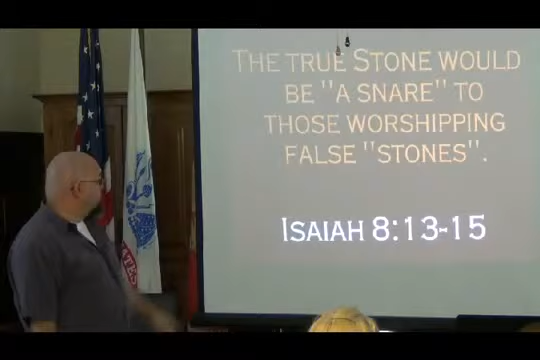 THE TRUE STONE WOULD
BE "A SNARE" TO
THOSE WORSHIPPING
FALSE "STONES".
ISAIAH 8:13-15